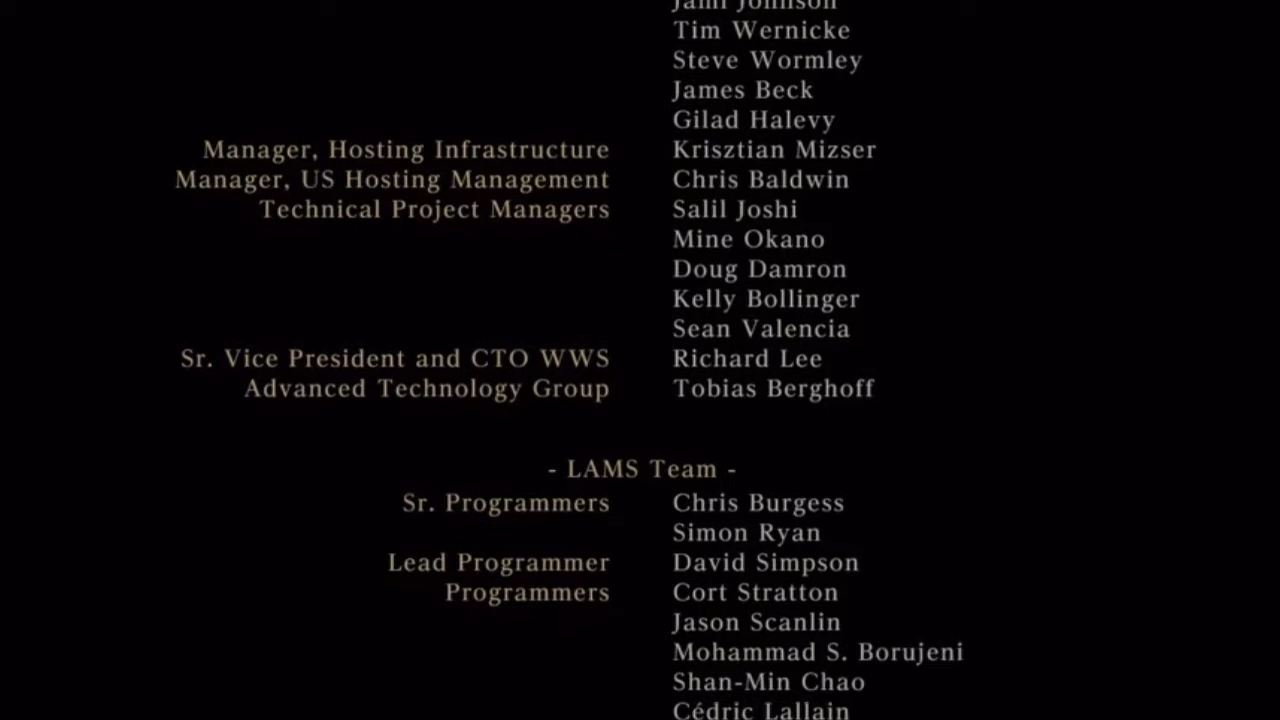 Jami Johnson
Tim Wernicke
Steve Wormley
James Beck
Gilad Halevy
Manager, Hosting Infrastructure Krisztian Mizser
Manager, US Hosting Management Chris Baldwin
Technical Project Managers Salil Joshi
Mine Okano
Doug Damron
Kelly Bollinger
Sean Valencia
Sr. Vice President and CTO WWS Richard Lee
Advanced Technology Group Tobias Berghoff
- LAMS Team -
Sr. Programmers Chris Burgess
Simon Ryan
Lead Programmer David Simpson
Programmers Cort Stratton
Jason Scanlin
Mohammad S. Borujeni
Shan-Min Chao
Cédric Lallain